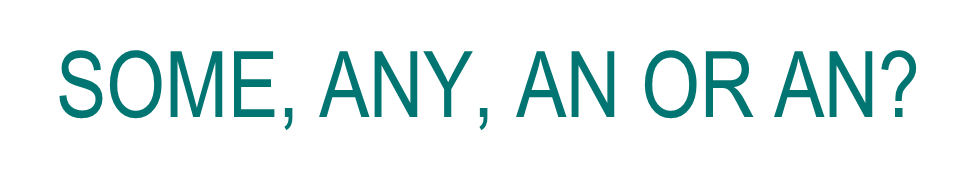 SOME, ANY, AN OR AN?